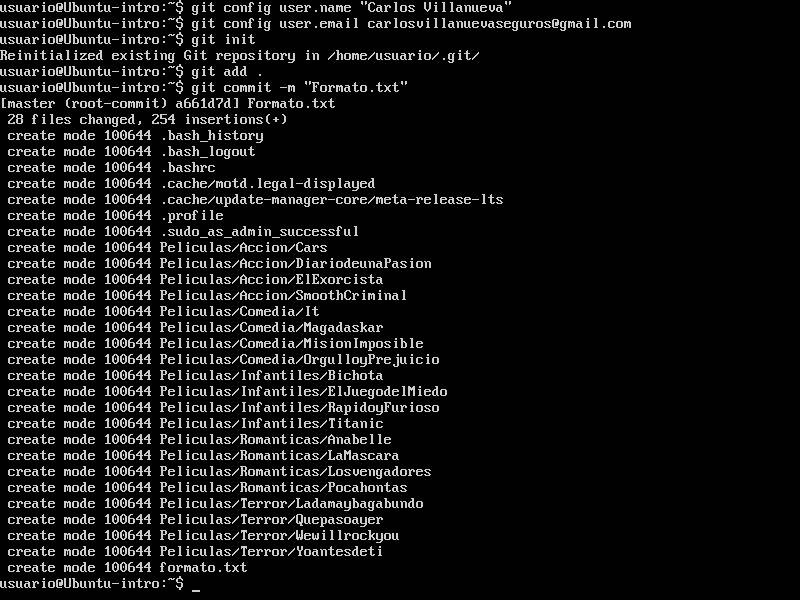 usuario@Ubuntu-intro:~$ git config user.name "Carlos Villanueva"
usuario@Ubuntu-intro:~$ git config user.email carlosvillanuevaseguros@gmail.com
usuario@Ubuntu-intro:~$ git init
Reinitialized existing Git repository in /home/usuario/.git/
usuario@Ubuntu-intro:~$ git add .
usuario@Ubuntu-intro:~$ git commit -m "Formato.txt"
[master (root-commit) a661d7d] Formato.txt
 28 files changed, 254 insertions(+)
 create mode 100644 .bash_history
 create mode 100644 .bash_logout
 create mode 100644 .bashrc
 create mode 100644 .cache/motd.legal-displayed
 create mode 100644 .cache/update-manager-core/meta-release-lts
 create mode 100644 .profile
 create mode 100644 .sudo_as_admin_successful
 create mode 100644 Peliculas/Accion/Cars
 create mode 100644 Peliculas/Accion/DiariodeunaPasion
 create mode 100644 Peliculas/Accion/ElExorcista
 create mode 100644 Peliculas/Accion/SmoothCriminal
 create mode 100644 Peliculas/Comedia/It
 create mode 100644 Peliculas/Comedia/Magadaskar
 create mode 100644 Peliculas/Comedia/MisionImposible
 create mode 100644 Peliculas/Comedia/OrgulloyPrejuicio
 create mode 100644 Peliculas/Infantiles/Bichota
 create mode 100644 Peliculas/Infantiles/ElJuegodelMiedo
 create mode 100644 Peliculas/Infantiles/RapidoyFurioso
 create mode 100644 Peliculas/Infantiles/Titanic
 create mode 100644 Peliculas/Romanticas/Anabelle
 create mode 100644 Peliculas/Romanticas/LaMascara
 create mode 100644 Peliculas/Romanticas/Losvengadores
 create mode 100644 Peliculas/Romanticas/Pocahontas
 create mode 100644 Peliculas/Terror/Ladamaybagabundo
 create mode 100644 Peliculas/Terror/Quepasoayer
 create mode 100644 Peliculas/Terror/Wewillrockyou
 create mode 100644 Peliculas/Terror/Yoantesdeti
 create mode 100644 formato.txt
usuario@Ubuntu-intro:~$ _